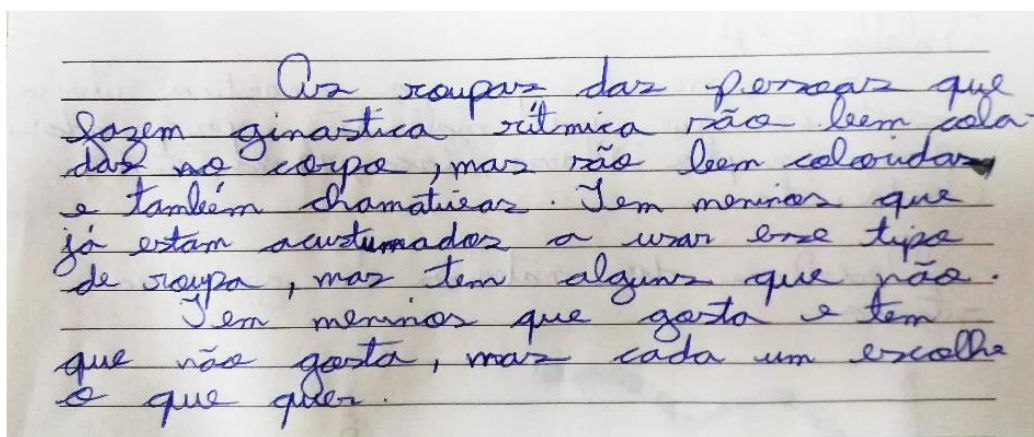 As roupas das pessoas que
fazem ginastica rítmica são bem cola-
das no corpo, mas são bem coloridas
e também chamativas. Tem meninos que
já estam acustumados a usar esse tipo
de roupa, mas tem alguns que não.
Tem meninos que gosta e tem
que não gosta, mas cada um escolhe
o que quer.